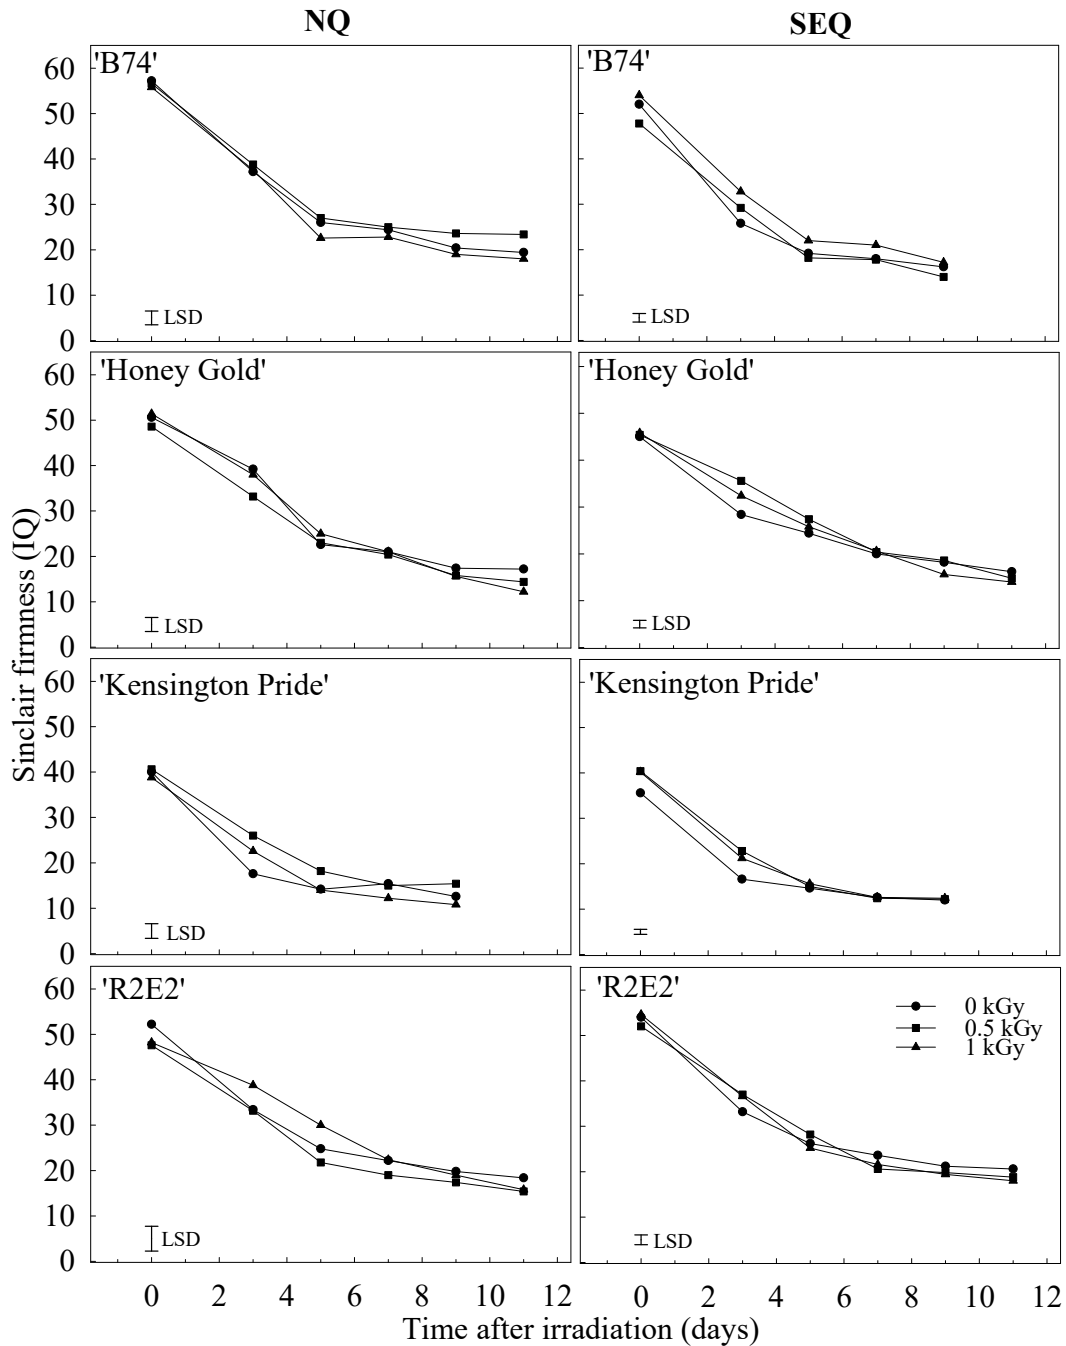 NQ
SEQ
'B74'
60
50
40
30
20
10
0
LSD
'B74'
LSD
'Honey Gold'
60
50
40
30
20
10
0
LSD
'Honey Gold'
LSD
Sinclair firmness (IQ)
'Kensington Pride'
60
50
40
30
20
10
0
LSD
'Kensington Pride'
'R2E2'
60
50
40
30
20
10
0
LSD
'R2E2'
0 kGy
0.5 kGy
1 kGy
LSD
0 2 4 6 8 10 12
0 2 4 6 8 10 12
Time after irradiation (days)